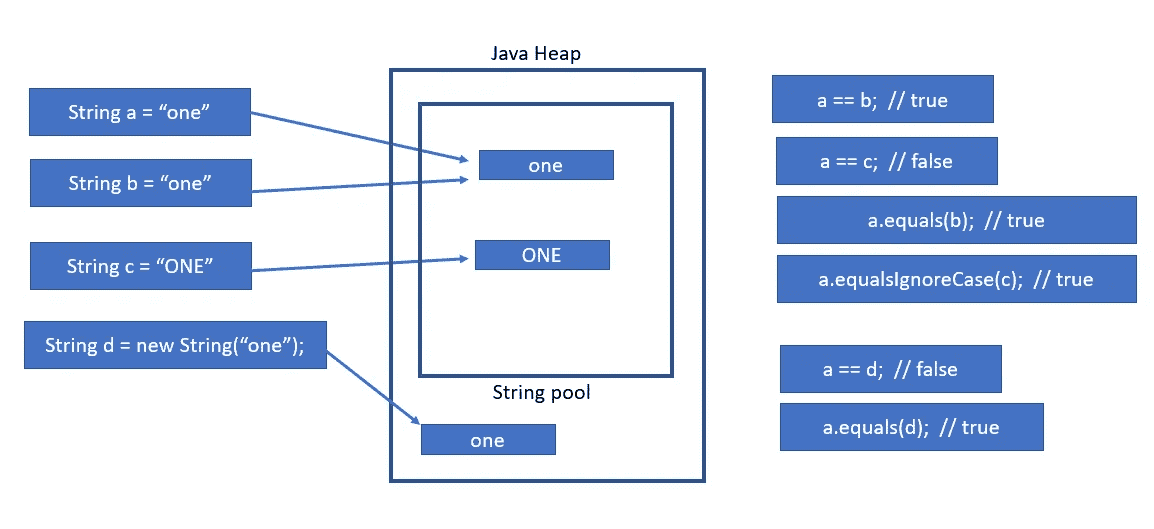 Java Heap
String a = “one”
String b = “one”
String c = “ONE”
String d = new String(“one”);
one
ONE
String pool
one
a == b;  // true
a == c;  // false
a.equals(b);  // true
a.equalsIgnoreCase(c);  // true
a == d;  // false
a.equals(d);  // true